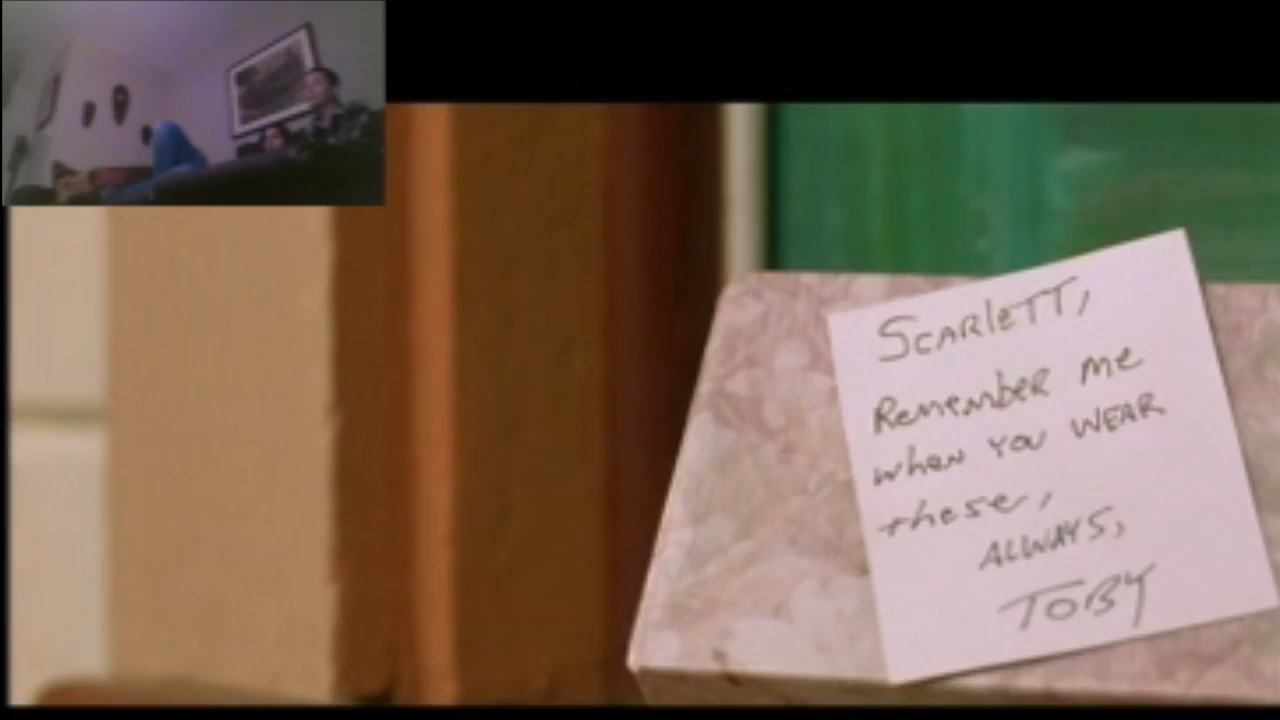 SCARleTT,
Remember me
when you WEAR
these,
ALWAYS,
TOBY